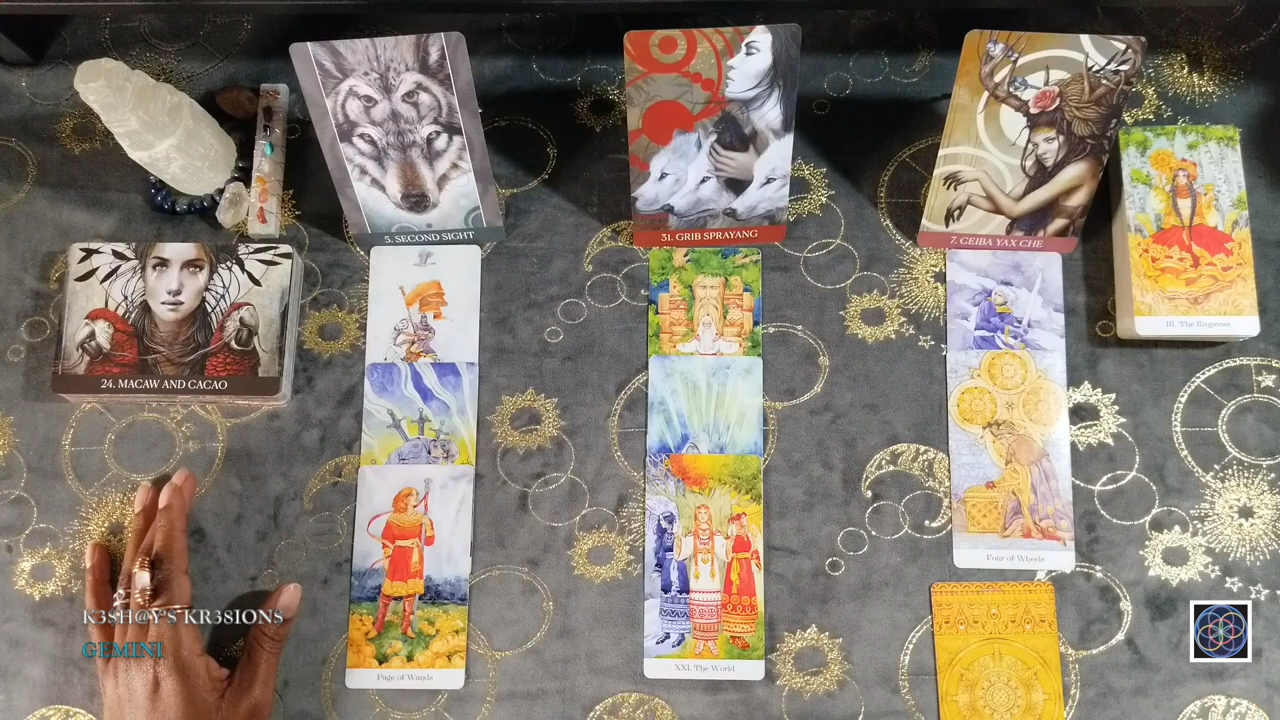 5. SECOND SIGHT
31. GRIB SPRAYANG
7. CEIBA YAX CHE
III. The Empress
24. MACAW AND CACAO
Four of Wheels
K3$H@Y'S KR38IONS
GEMINI
XXI. The World
Page of Wands